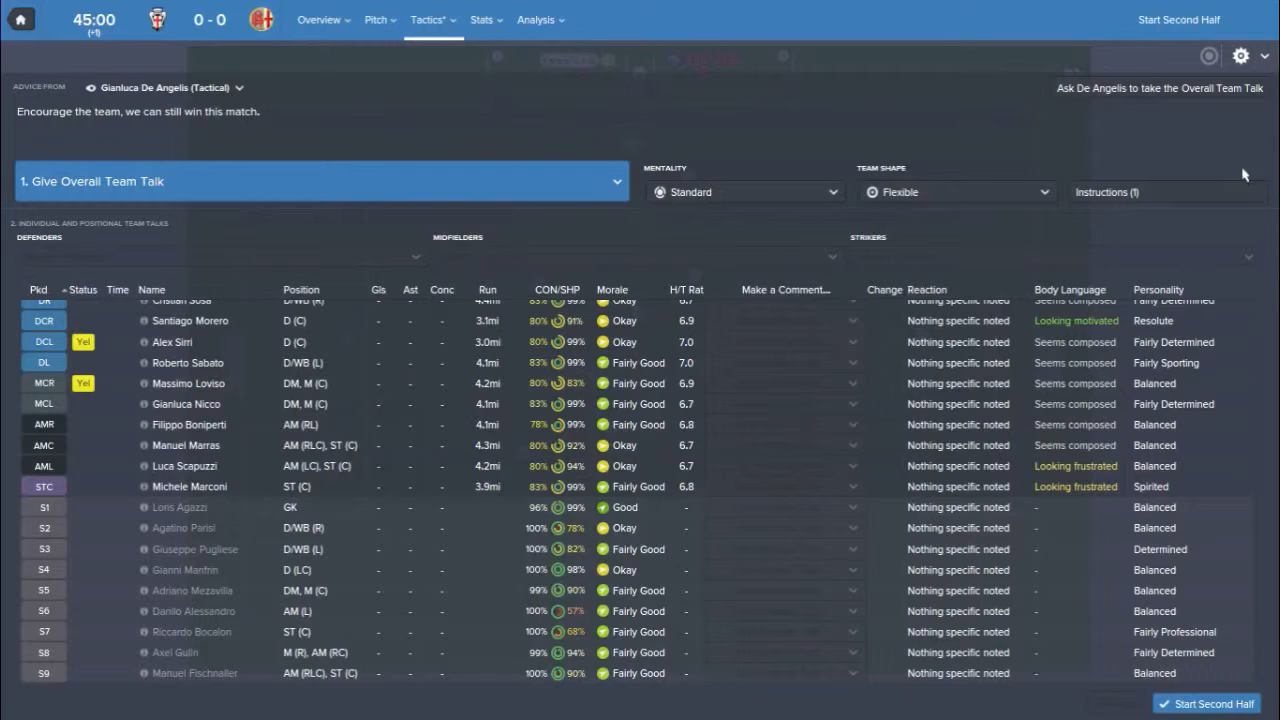 45:00 0 - 0 Overview Pitch Tactics* Stats Analysis Start Second Half
(+1)
ADVICE FROM Gianluca De Angelis (Tactical) Ask De Angelis to take the Overall Team Talk
Encourage the team, we can still win this match.
MENTALITY TEAM SHAPE
1. Give Overall Team Talk Standard Flexible Instructions (1)
2. INDIVIDUAL AND POSITIONAL TEAM TALKS
DEFENDERS MIDFIELDERS STRIKERS
Pkd Status Time Name Position Gls Ast Conc Run CON/SHP Morale H/T Rat Make a Comment... Change Reaction Body Language Personality
DR Cristian Sosa D/WB (R) - - - 4.4mi 83% 99% Okay 6.7 Nothing specific noted Seems composed Fairly Determined
DCR Santiago Morero D (C) - - - 3.1mi 80% 91% Okay 6.9 Nothing specific noted Looking motivated Resolute
DCL Yel Alex Sirri D (C) - - - 3.0mi 80% 99% Okay 7.0 Nothing specific noted Seems composed Fairly Determined
DL Roberto Sabato D/WB (L) - - - 4.1mi 83% 99% Fairly Good 7.0 Nothing specific noted Seems composed Fairly Sporting
MCR Yel Massimo Loviso DM, M (C) - - - 4.2mi 80% 83% Fairly Good 6.9 Nothing specific noted Seems composed Balanced
MCL Gianluca Nicco DM, M (C) - - - 4.1mi 83% 99% Fairly Good 6.7 Nothing specific noted Seems composed Fairly Determined
AMR Filippo Boniperti AM (RL) - - - 4.1mi 78% 99% Fairly Good 6.8 Nothing specific noted Seems composed Balanced
AMC Manuel Marras AM (RLC), ST (C) - - - 4.3mi 80% 92% Okay 6.7 Nothing specific noted Seems composed Balanced
AML Luca Scapuzzi AM (LC), ST (C) - - - 4.2mi 80% 94% Okay 6.7 Nothing specific noted Looking frustrated Balanced
STC Michele Marconi ST (C) - - - 3.9mi 83% 99% Fairly Good 6.8 Nothing specific noted Looking frustrated Spirited
S1 Loris Agazzi GK - - - 96% 99% Good - Nothing specific noted - Balanced
S2 Agatino Parisi D/WB (R) - - - 100% 78% Okay - Nothing specific noted - Balanced
S3 Giuseppe Pugliese D/WB (L) - - - 100% 82% Fairly Good - Nothing specific noted - Determined
S4 Gianni Manfrin D (LC) - - - 100% 98% Okay - Nothing specific noted - Balanced
S5 Adriano Mezavilla DM, M (C) - - - 99% 90% Fairly Good - Nothing specific noted - Balanced
S6 Danilo Alessandro AM (L) - - - 100% 57% Fairly Good - Nothing specific noted - Balanced
S7 Riccardo Bocalon ST (C) - - - 100% 68% Fairly Good - Nothing specific noted - Fairly Professional
S8 Axel Gulin M (R), AM (RC) - - - 99% 94% Fairly Good - Nothing specific noted - Fairly Determined
S9 Manuel Fischnaller AM (RLC), ST (C) - - - 100% 90% Fairly Good - Nothing specific noted - Balanced
Start Second Half